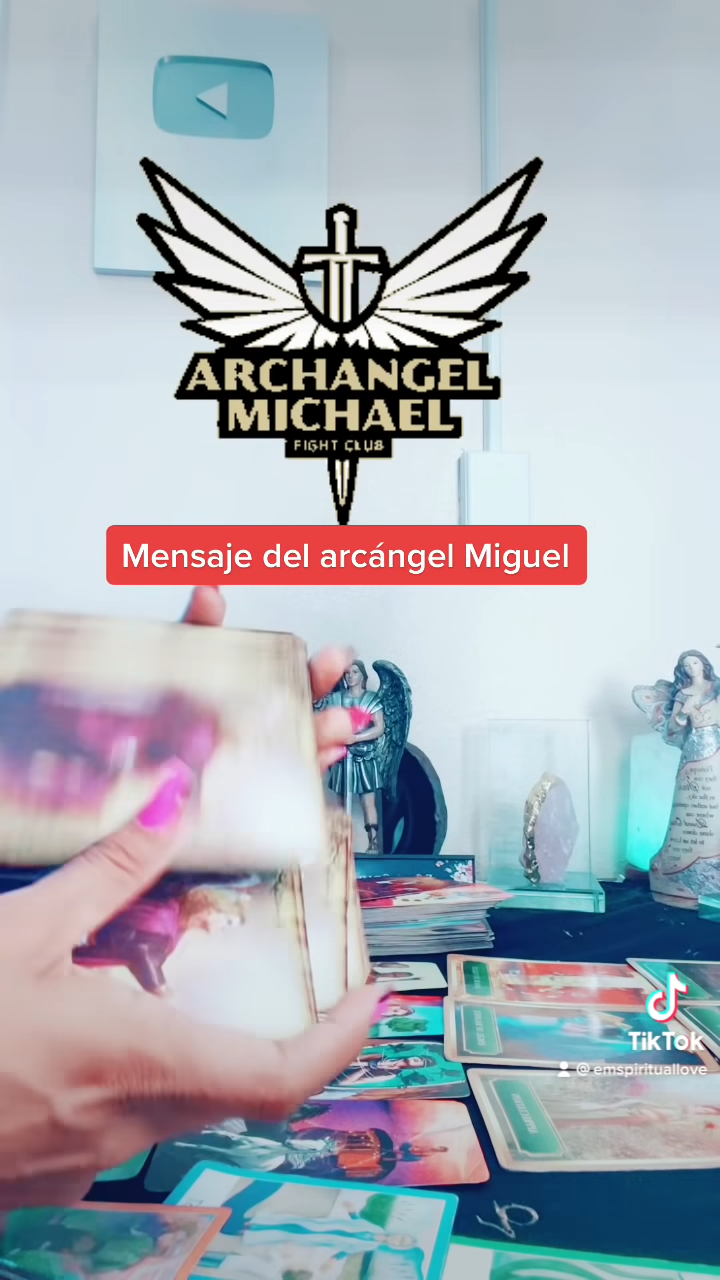 ARCHANGEL
MICHAEL
FIGHT CLUB
Mensaje del arcángel Miguel
TikTok
@emspirituallove